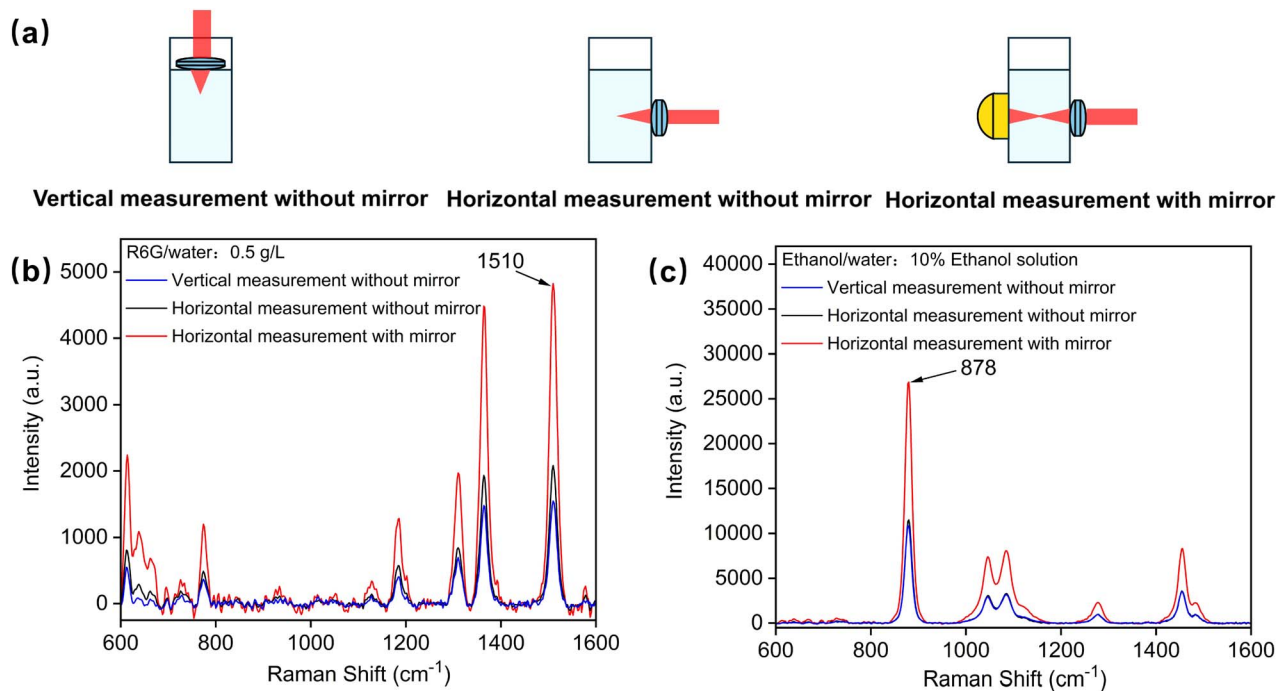 (a)
Vertical measurement without mirror
Horizontal measurement without mirror
Horizontal measurement with mirror
(b)
R6G/water：0.5 g/L
Vertical measurement without mirror
Horizontal measurement without mirror
Horizontal measurement with mirror
1510
5000
4000
3000
2000
1000
0
Intensity (a.u.)
600
800
1000
1200
1400
1600
Raman Shift (cm⁻¹)
(c)
Ethanol/water：10% Ethanol solution
Vertical measurement without mirror
Horizontal measurement without mirror
Horizontal measurement with mirror
878
40000
35000
30000
25000
20000
15000
10000
5000
0
Intensity (a.u.)
600
800
1000
1200
1400
1600
Raman Shift (cm⁻¹)